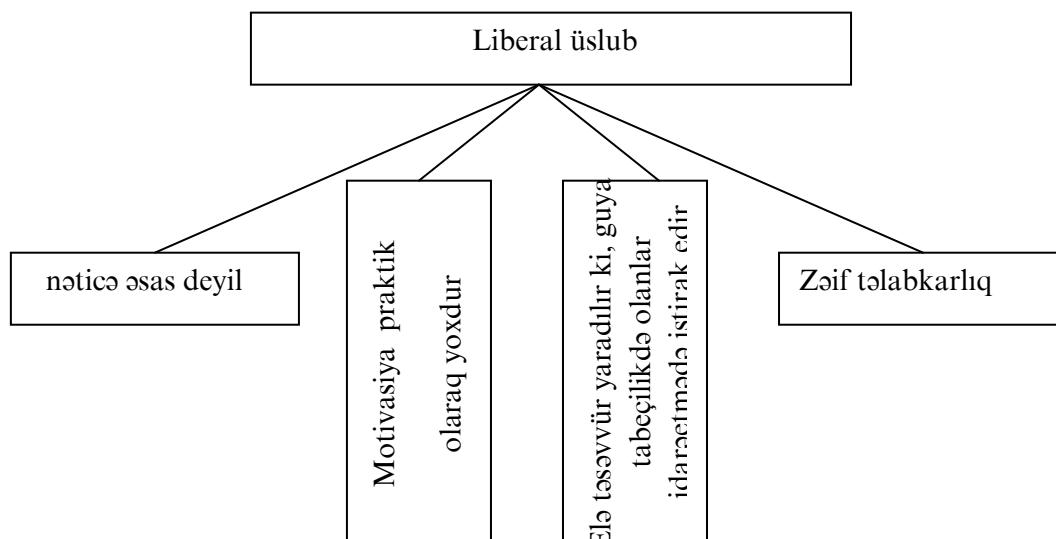 Liberal üslub
nəticə əsas deyil
Motivasiya praktik
olaraq yoxdur
Elə təsəvvür yaradılır ki, guya
tabeçilikdə olanlar
idarəetmədə iştirak edir
Zəif təlabkarlıq